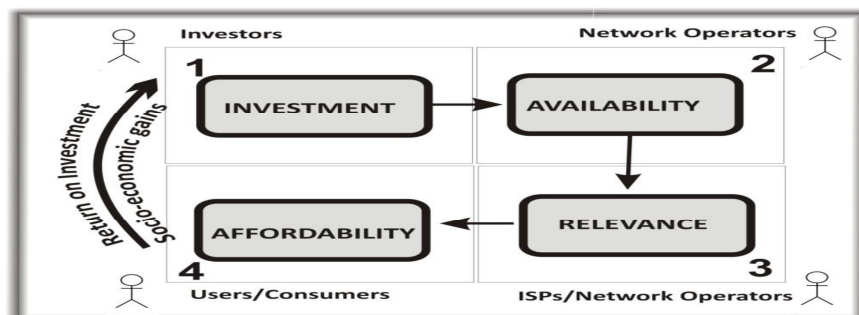 Investors
Network Operators
1
2
INVESTMENT
AVAILABILITY
Return on Investment
Socio-economic gains
AFFORDABILITY
RELEVANCE
4
3
Users/Consumers
ISPs/Network Operators